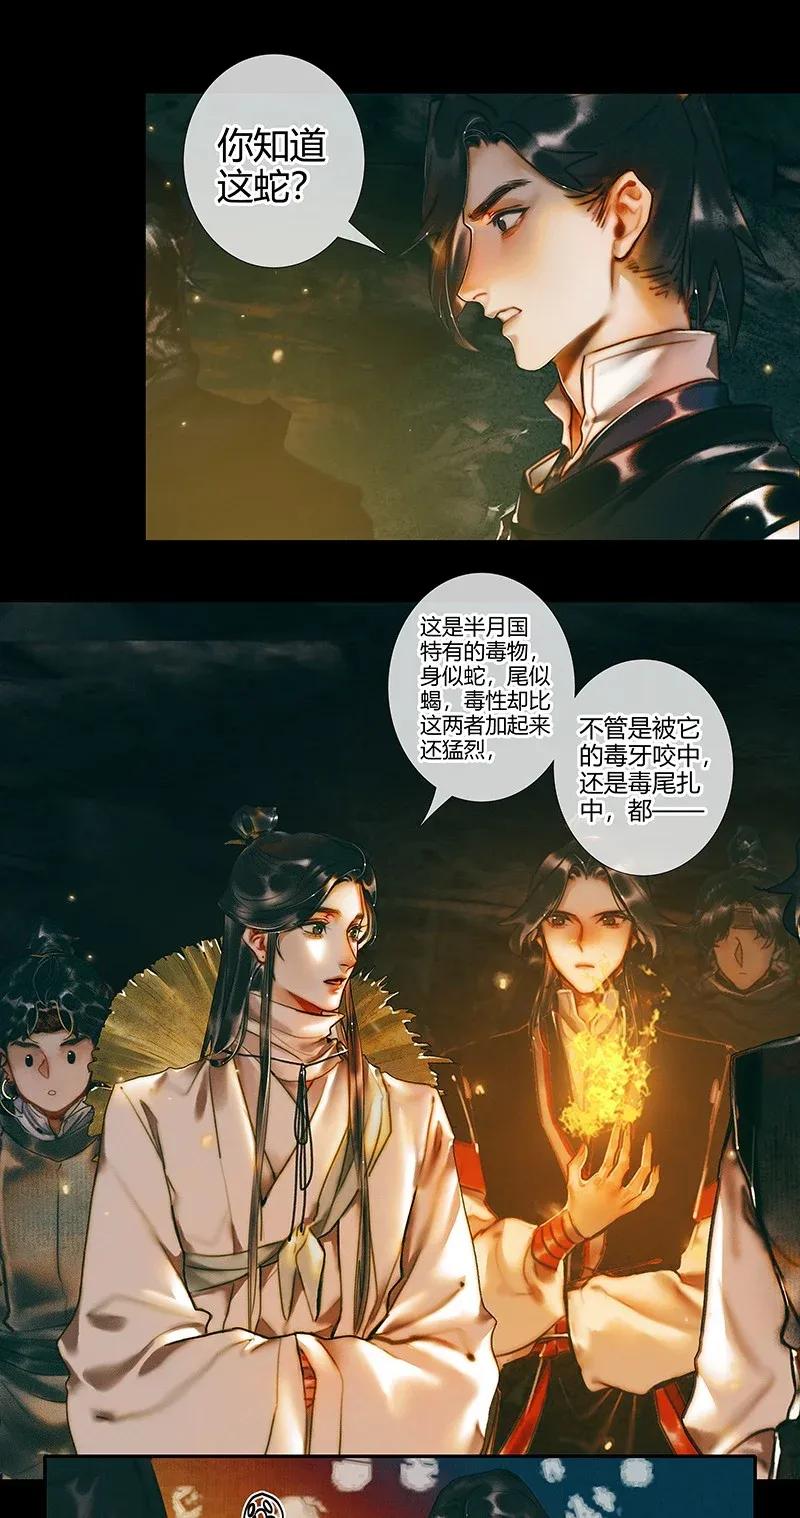 你知道
这蛇？
这是半月国
特有的毒物，
身似蛇，尾似
蝎，毒性却比
这两者加起来
还猛烈，
不管是被它
的毒牙咬中，
还是毒尾扎
中，都——